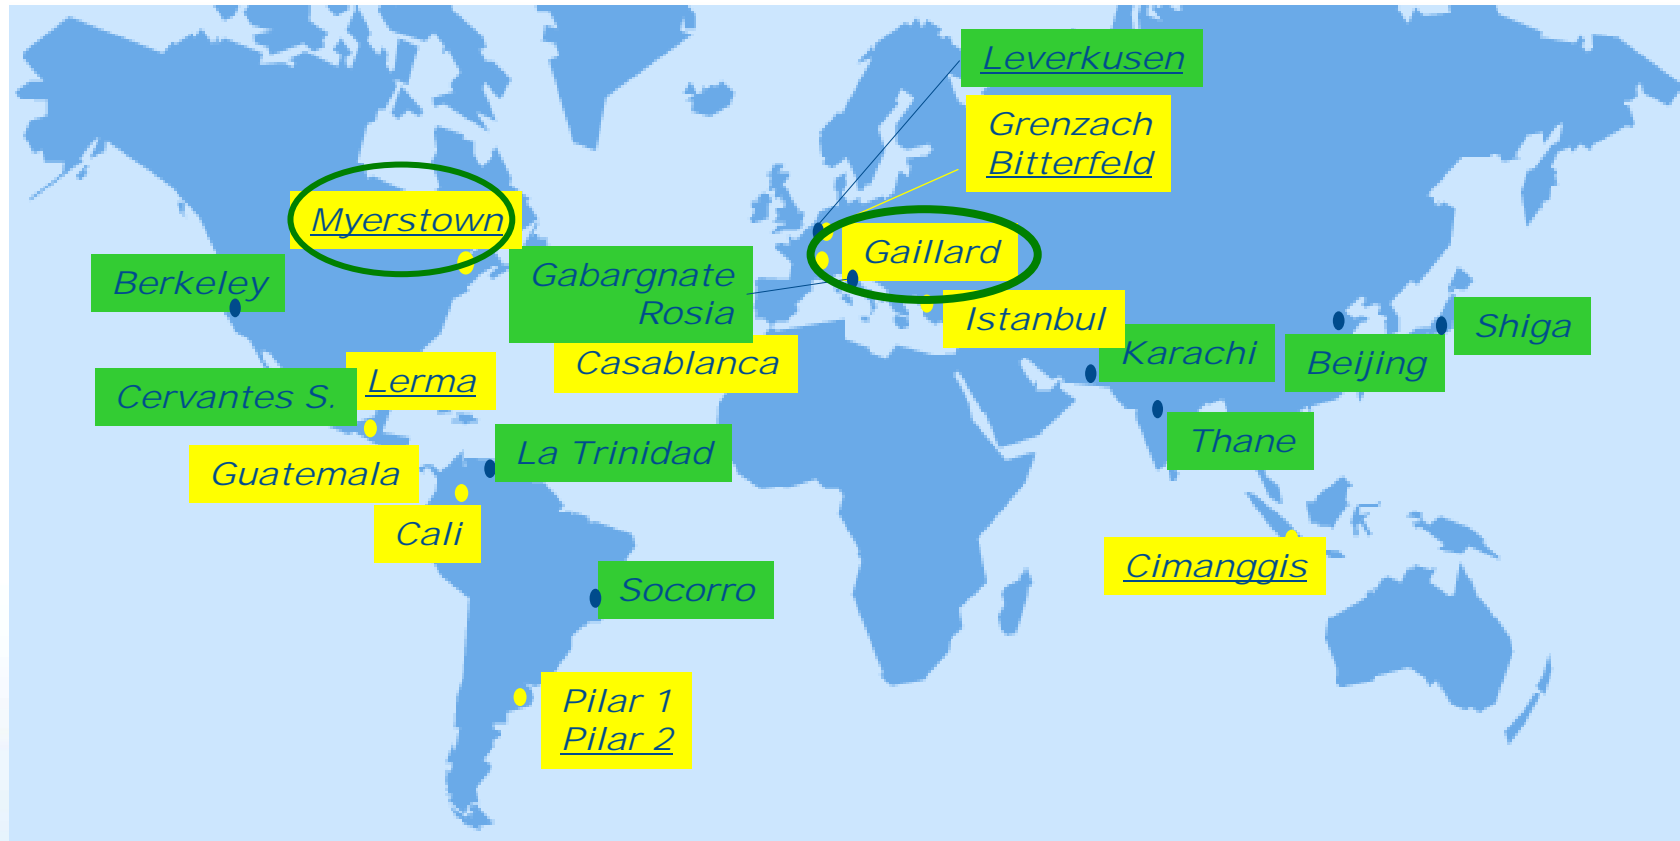 Leverkusen
Grenzach
Bitterfeld
Myerstown
Gaillard
Berkeley
Gabargnate
Rosia
Istanbul
Shiga
Karachi
Beijing
Casablanca
Lerma
Cervantes S.
Thane
La Trinidad
Guatemala
Cali
Cimanggis
Socorro
Pilar 1
Pilar 2